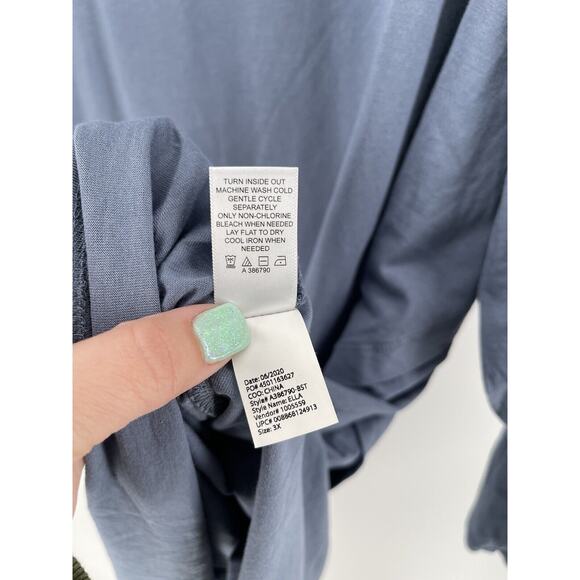 TURN INSIDE OUT
MACHINE WASH COLD
GENTLE CYCLE
SEPARATELY
ONLY NON-CHLORINE
BLEACH WHEN NEEDED
LAY FLAT TO DRY
COOL IRON WHEN
NEEDED
A 386790
Date: 06/2020
PO# 4501163627
COO: CHINA
Style# A386790-BST
Style Name: ELLA
Vendor# 1005559
UPC# 008868124913
Size: 3X